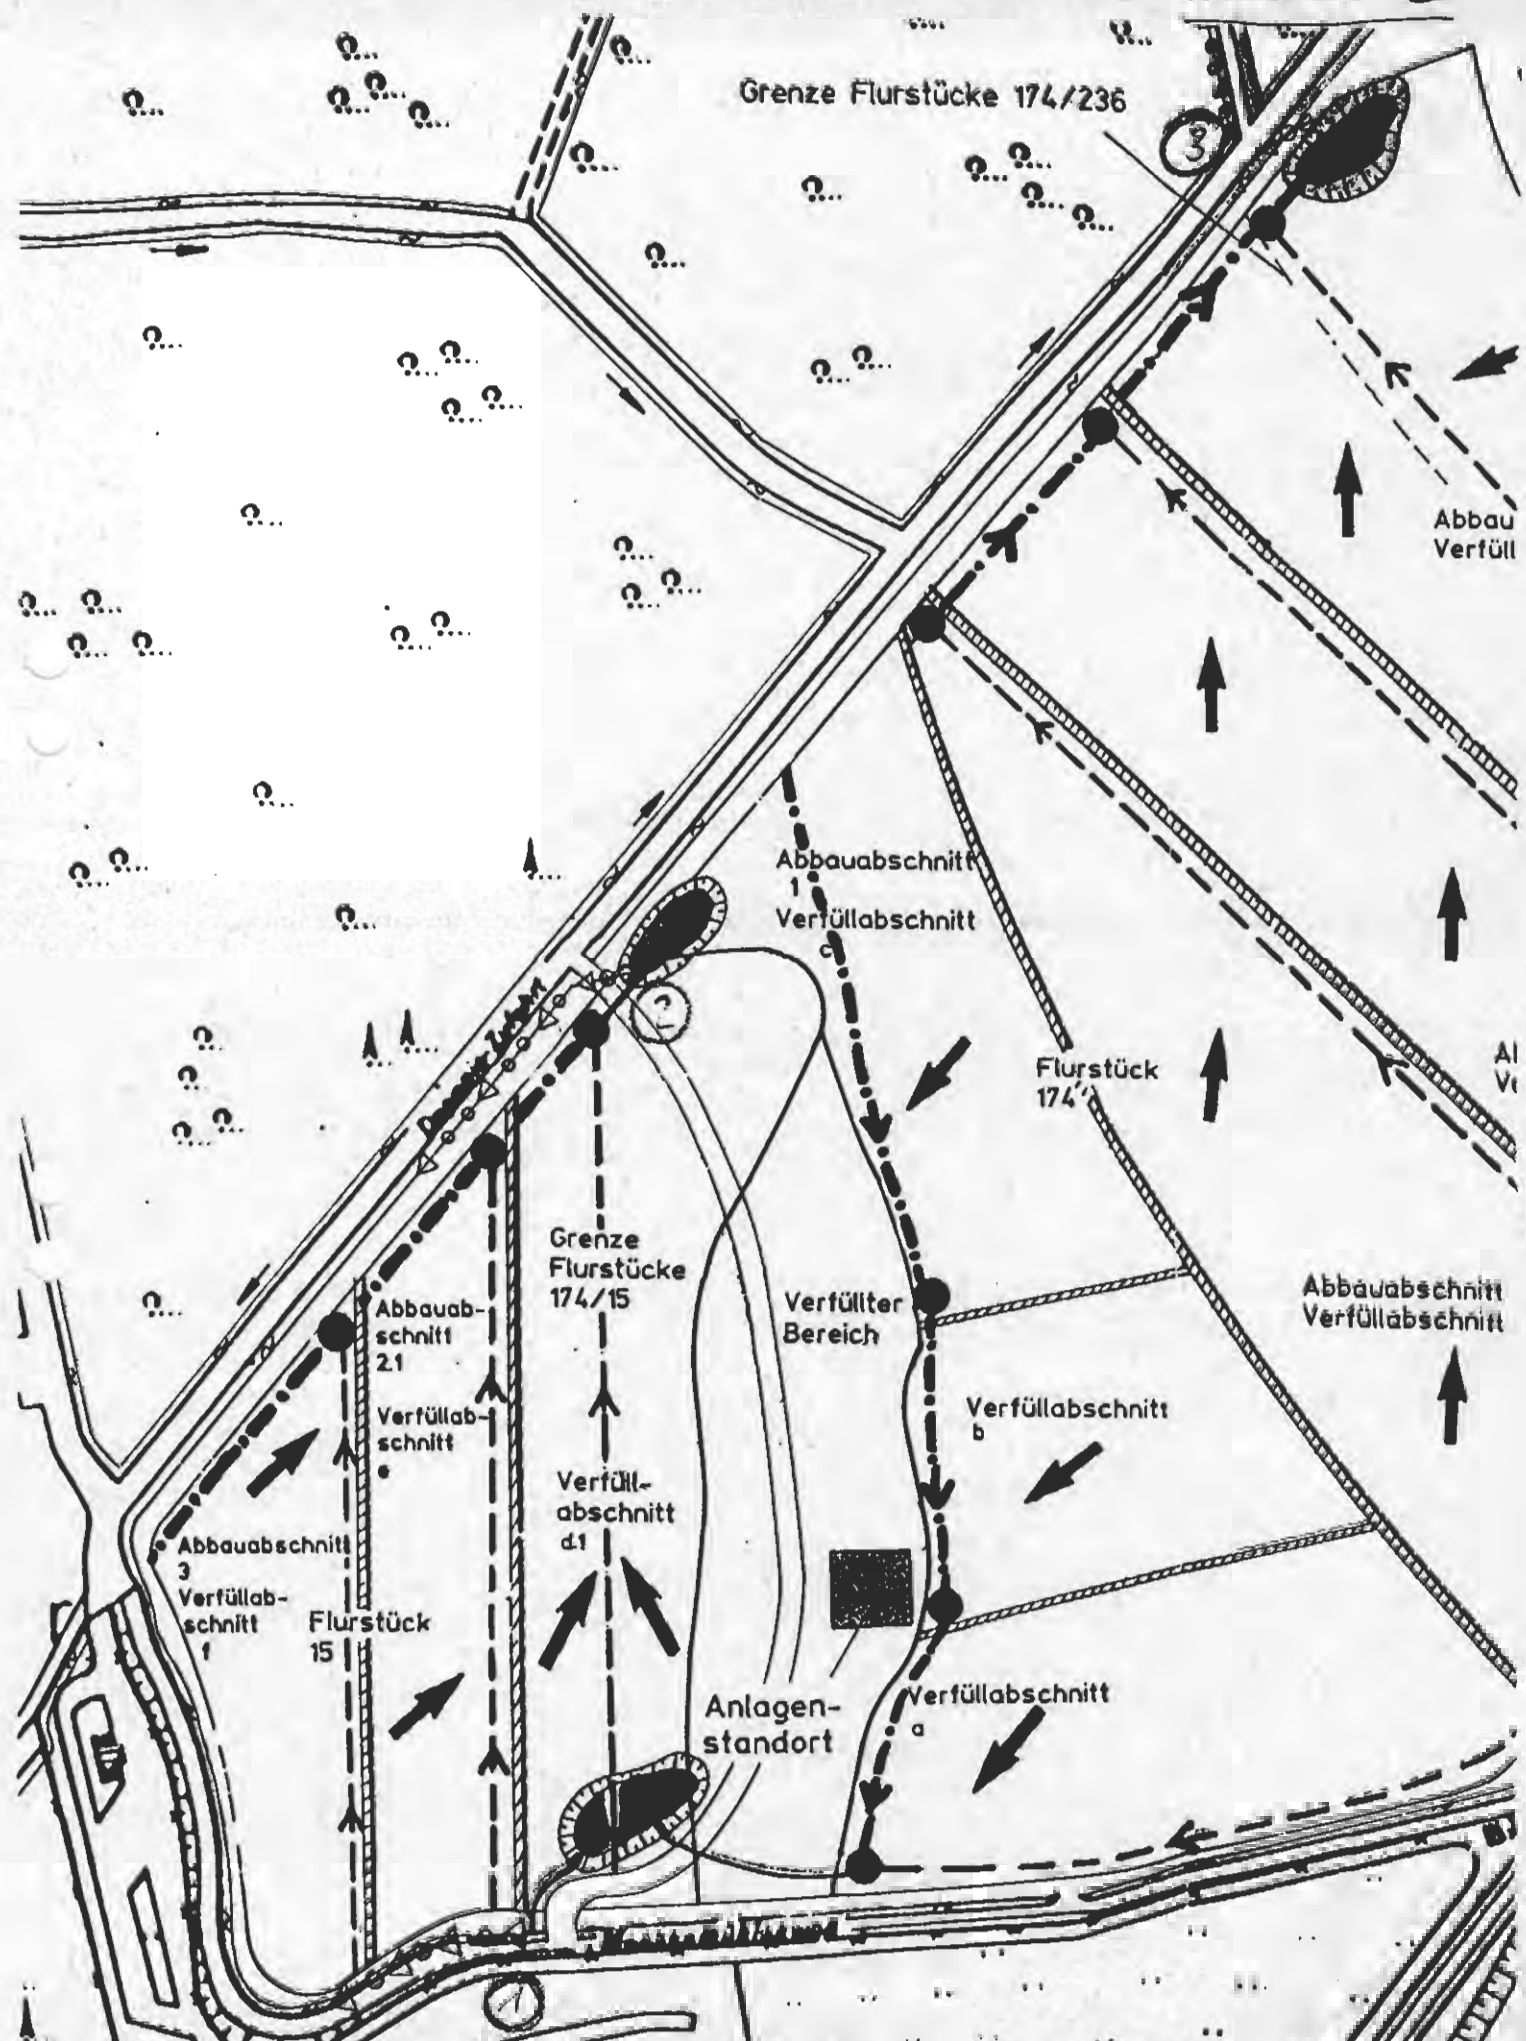 Grenze Flurstücke 174/236
3
Abbau
Verfüll
Abbauabschnitt
1
Verfüllabschnitt
c
2
Flurstück
174
Grenze
Flurstücke
174/15
Abbauab-
schnitt
2.1
Verfüllab-
schnitt
e
Verfüllter
Bereich
Abbauabschnitt
Verfüllabschnitt
Verfüllabschnitt
b
Verfüll-
abschnitt
d.1
Abbauabschnitt
3
Verfüllab-
schnitt
f
Flurstück
15
Anlagen-
standort
Verfüllabschnitt
a
1